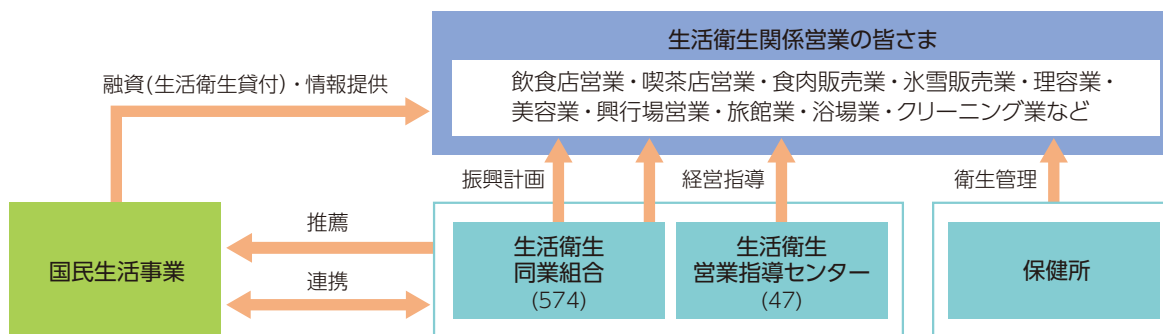 生活衛生関係営業の皆さま
飲食店営業・喫茶店営業・食肉販売業・氷雪販売業・理容業・
美容業・興行場営業・旅館業・浴場業・クリーニング業など
融資(生活衛生貸付)・情報提供
振興計画
経営指導
衛生管理
国民生活事業
推薦
連携
生活衛生
同業組合
(574)
生活衛生
営業指導センター
(47)
保健所